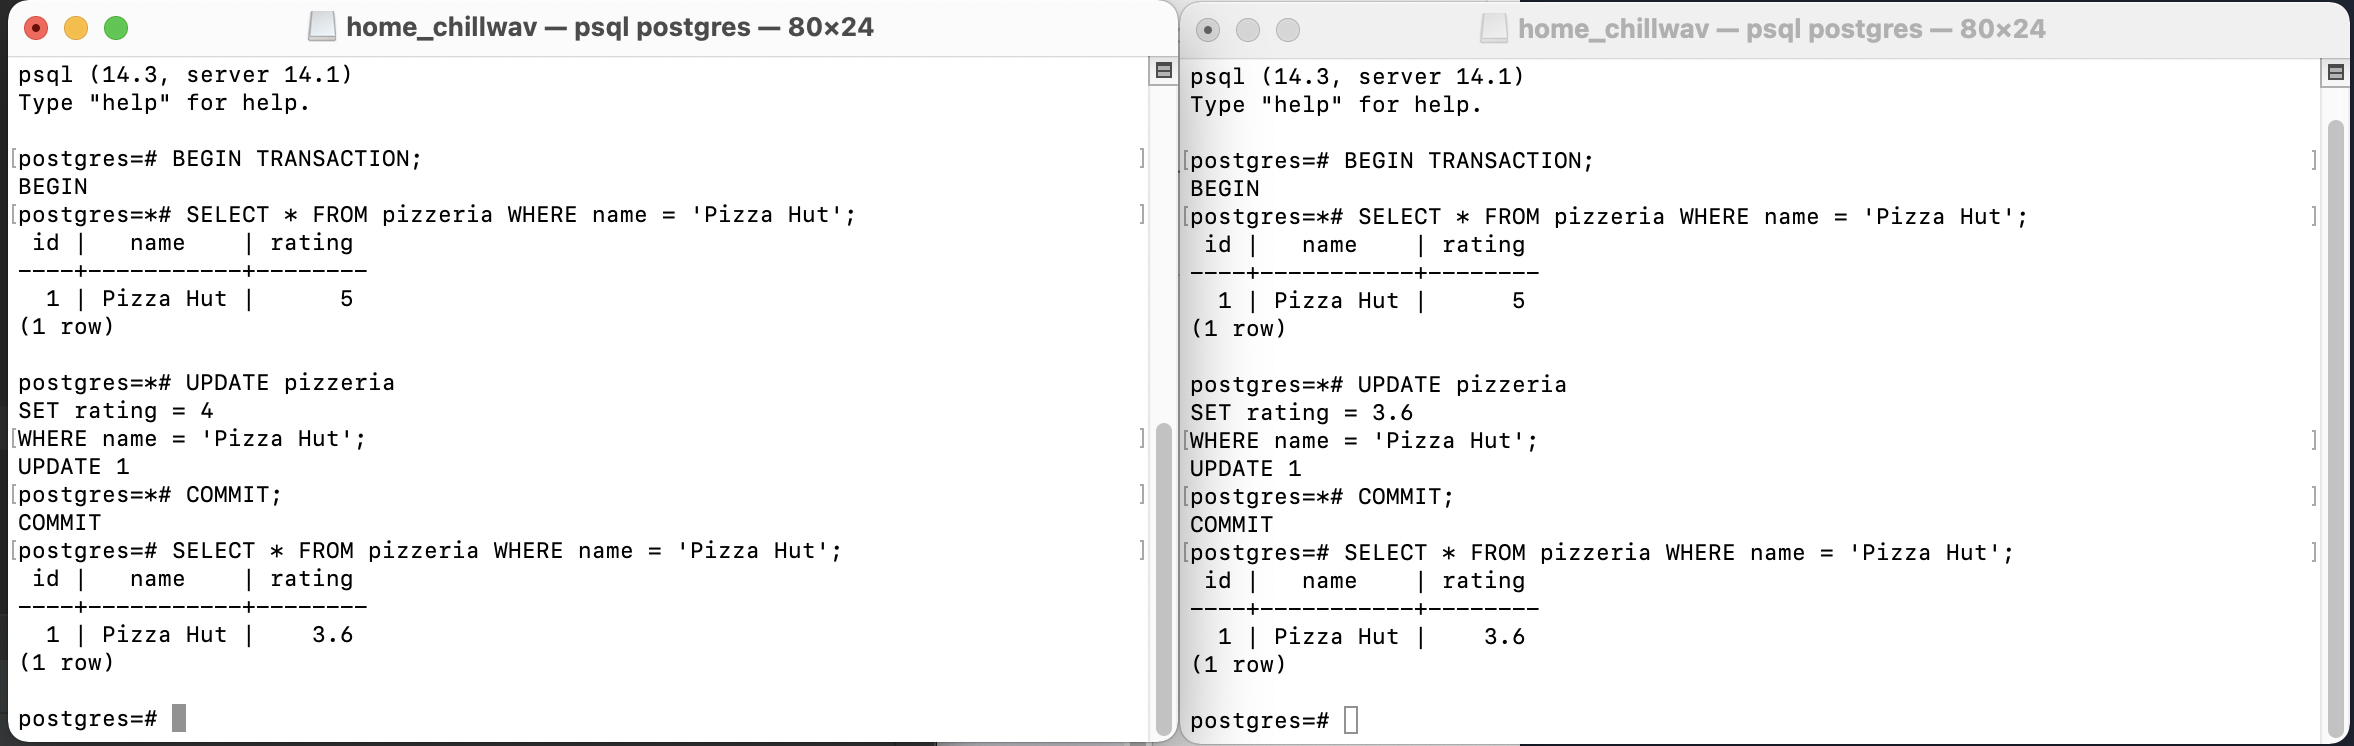 home_chillwav — psql postgres — 80×24
psql (14.3, server 14.1)
Type "help" for help.
[postgres=# BEGIN TRANSACTION; ]
BEGIN
[postgres=*# SELECT * FROM pizzeria WHERE name = 'Pizza Hut'; ]
 id |   name    | rating
----+-----------+--------
  1 | Pizza Hut |      5
(1 row)
postgres=*# UPDATE pizzeria
SET rating = 4
[WHERE name = 'Pizza Hut'; ]
UPDATE 1
[postgres=*# COMMIT; ]
COMMIT
[postgres=# SELECT * FROM pizzeria WHERE name = 'Pizza Hut'; ]
 id |   name    | rating
----+-----------+--------
  1 | Pizza Hut |    3.6
(1 row)
postgres=#
home_chillwav — psql postgres — 80×24
psql (14.3, server 14.1)
Type "help" for help.
[postgres=# BEGIN TRANSACTION; ]
BEGIN
[postgres=*# SELECT * FROM pizzeria WHERE name = 'Pizza Hut'; ]
 id |   name    | rating
----+-----------+--------
  1 | Pizza Hut |      5
(1 row)
postgres=*# UPDATE pizzeria
SET rating = 3.6
[WHERE name = 'Pizza Hut'; ]
UPDATE 1
[postgres=*# COMMIT; ]
COMMIT
[postgres=# SELECT * FROM pizzeria WHERE name = 'Pizza Hut'; ]
 id |   name    | rating
----+-----------+--------
  1 | Pizza Hut |    3.6
(1 row)
postgres=#